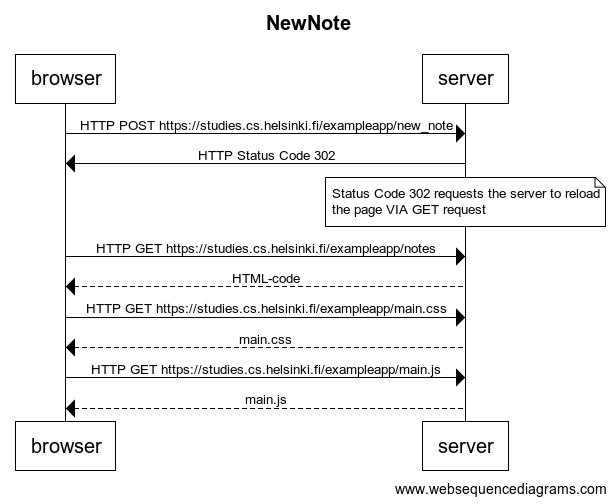 NewNote
browser
server
HTTP POST https://studies.cs.helsinki.fi/exampleapp/new_note
HTTP Status Code 302
Status Code 302 requests the server to reload
the page VIA GET request
HTTP GET https://studies.cs.helsinki.fi/exampleapp/notes
HTML-code
HTTP GET https://studies.cs.helsinki.fi/exampleapp/main.css
main.css
HTTP GET https://studies.cs.helsinki.fi/exampleapp/main.js
main.js
browser
server
www.websequencediagrams.com